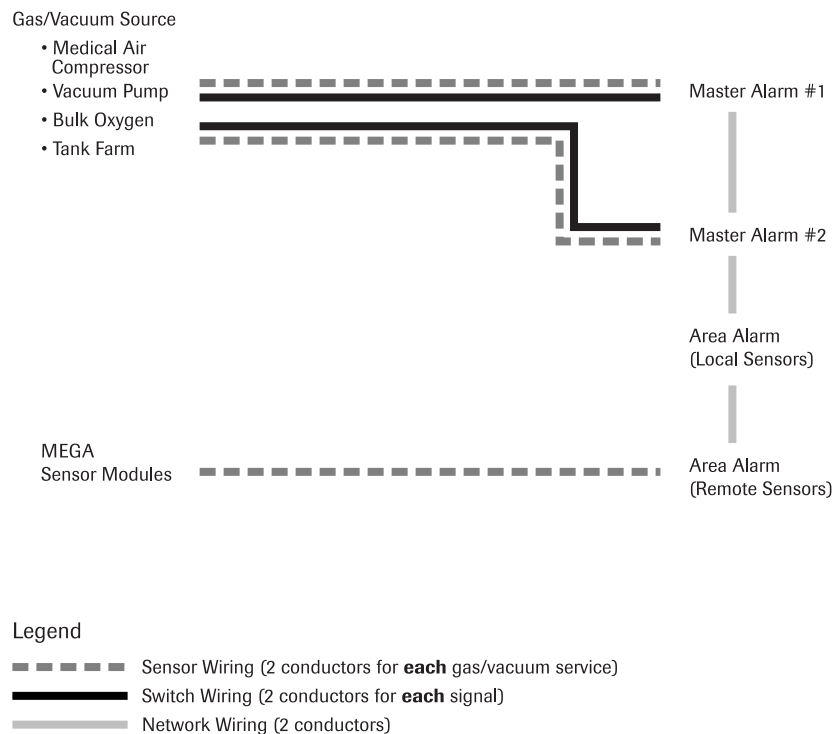 Gas/Vacuum Source
• Medical Air
Compressor
• Vacuum Pump
• Bulk Oxygen
• Tank Farm
Master Alarm #1
Master Alarm #2
Area Alarm
(Local Sensors)
MEGA
Sensor Modules
Area Alarm
(Remote Sensors)
Legend
Sensor Wiring (2 conductors for each gas/vacuum service)
Switch Wiring (2 conductors for each signal)
Network Wiring (2 conductors)